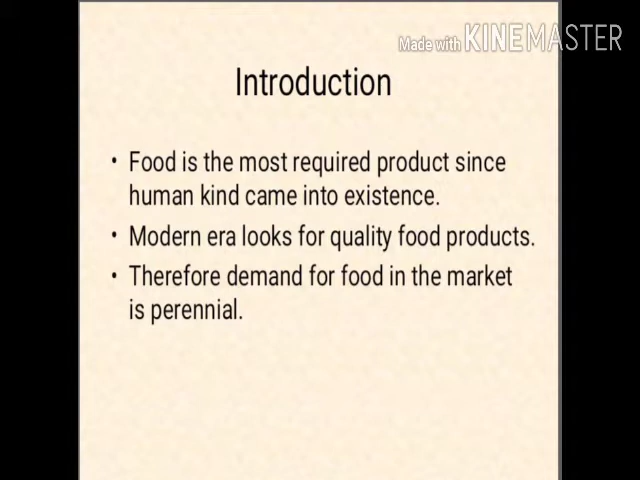 Made with KINEMASTER
Introduction
• Food is the most required product since
human kind came into existence.
• Modern era looks for quality food products.
• Therefore demand for food in the market
is perennial.